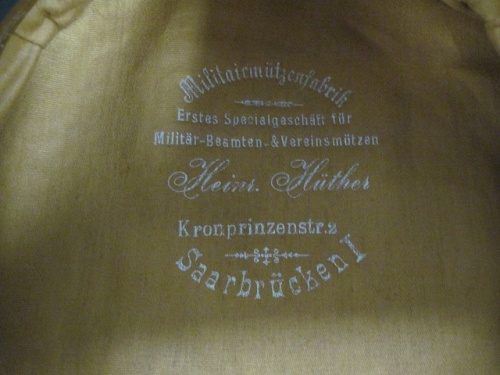 Militairmützenfabrik
Erstes Specialgeschäft für
Militär-Beamten-& Vereinsmützen
Heinr. Hüther
Kronprinzenstr. 2
Saarbrücken I